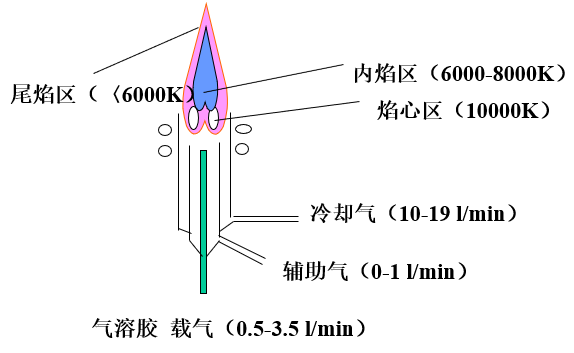 内焰区（6000-8000K）
尾焰区（〈6000K）
焰心区（10000K）
冷却气（10-19 l/min）
辅助气（0-1 l/min）
气溶胶 载气（0.5-3.5 l/min）